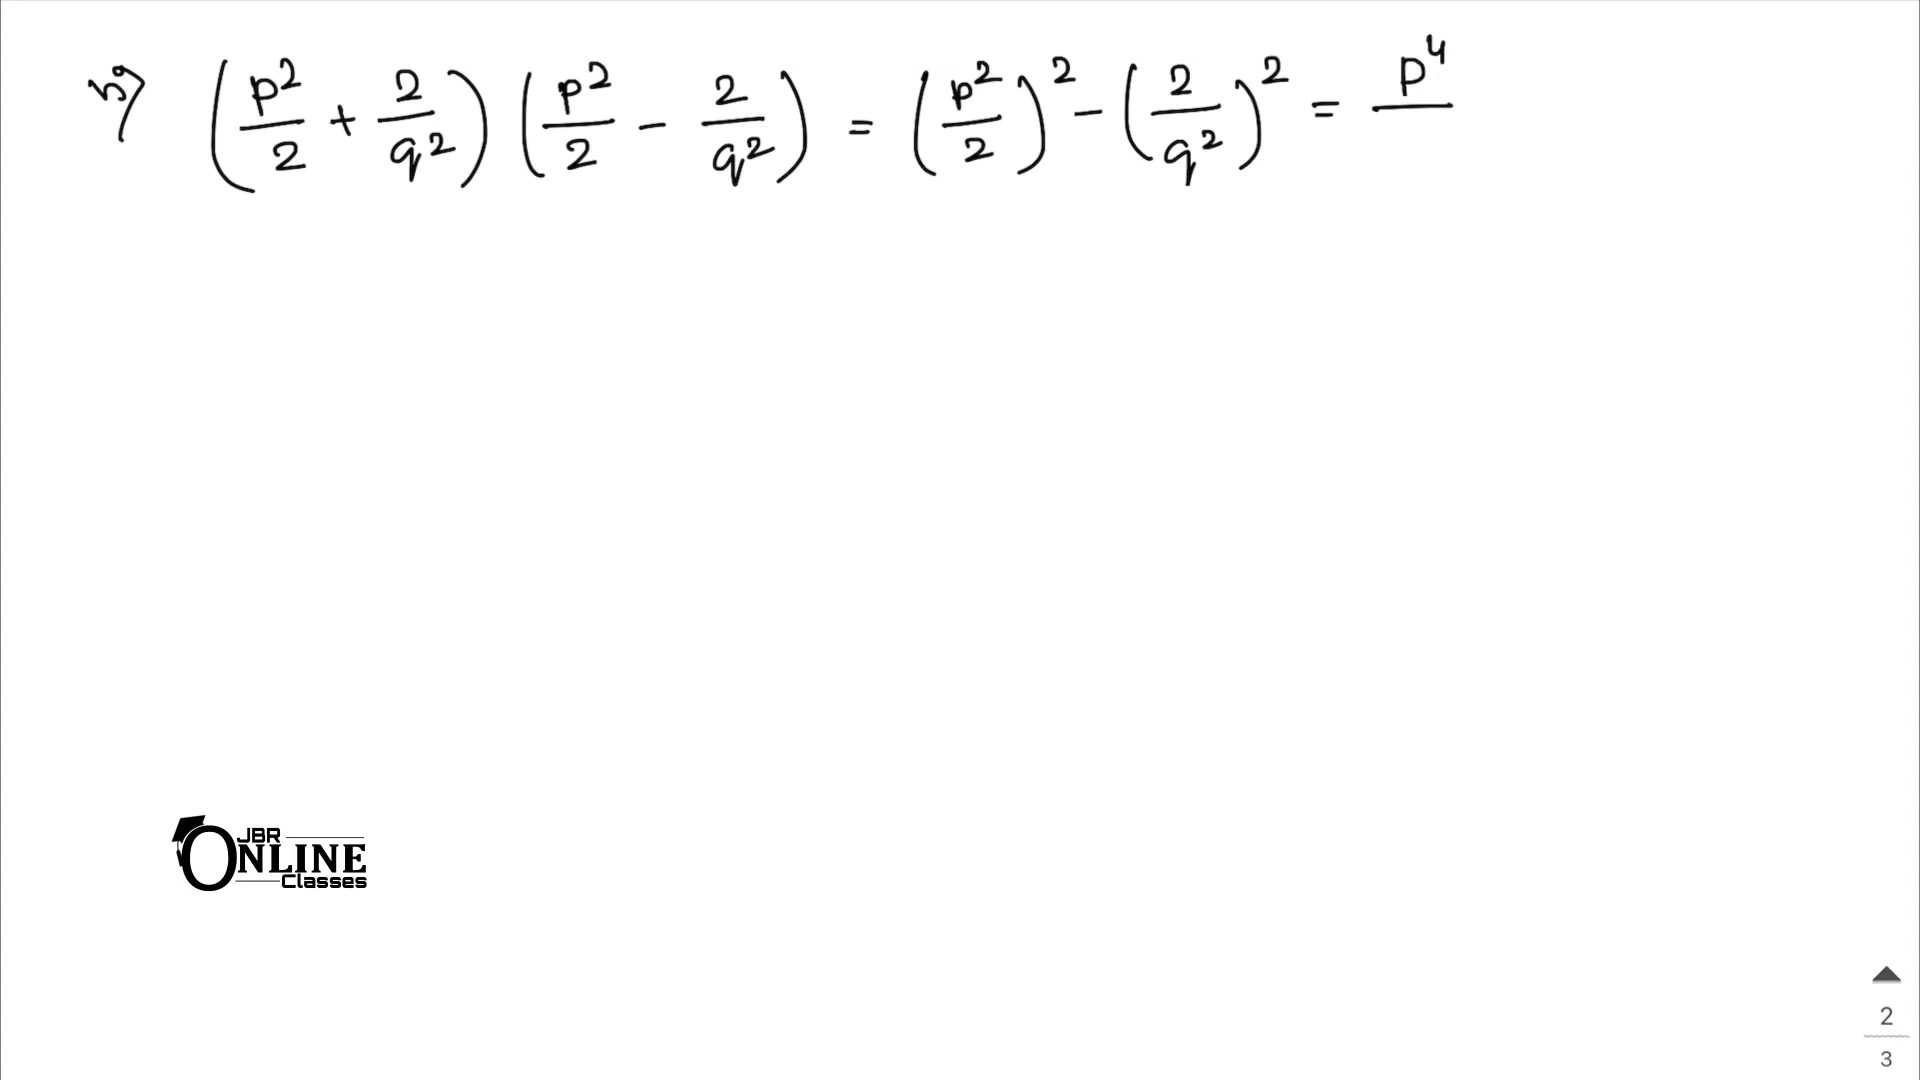 h) (p²/2 + 2/q²) (p²/2 - 2/q²) = (p²/2)² - (2/q²)² = p⁴/
JBR
ONLINE
Classes
2
3